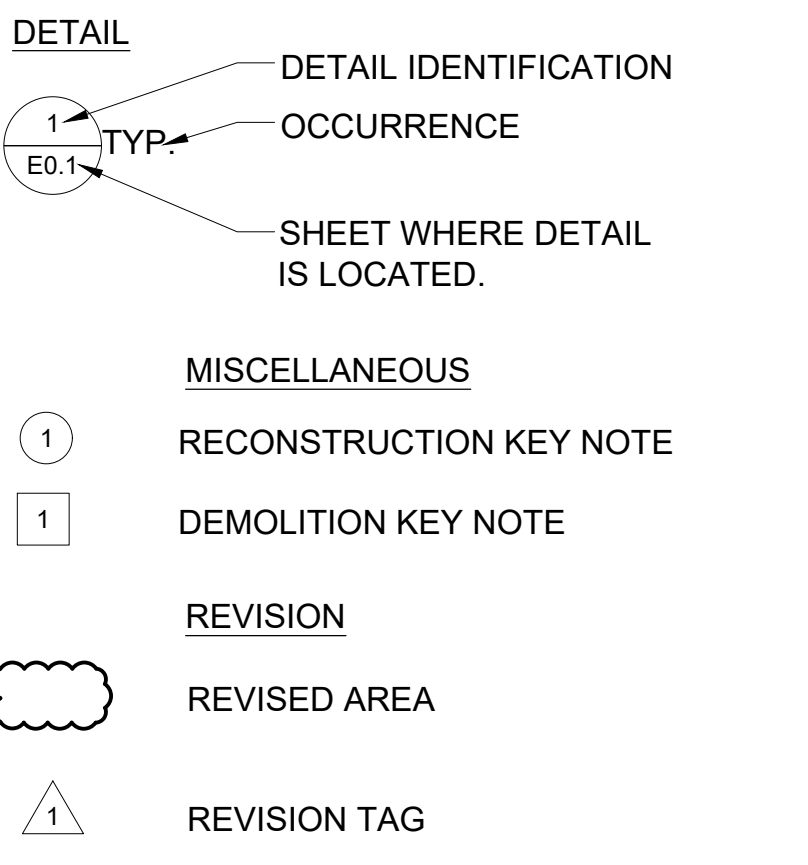 DETAIL
DETAIL IDENTIFICATION
1
TYP.
OCCURRENCE
E0.1
SHEET WHERE DETAIL
IS LOCATED.
MISCELLANEOUS
1
RECONSTRUCTION KEY NOTE
1
DEMOLITION KEY NOTE
REVISION
REVISED AREA
1
REVISION TAG